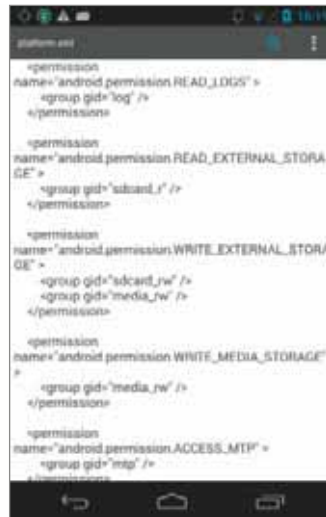 platform.xml
<permission
name="android.permission.READ_LOGS" >
<group gid="log" />
</permission>
<permission
name="android.permission.READ_EXTERNAL_STORA
GE" >
<group gid="sdcard_r" />
</permission>
<permission
name="android.permission.WRITE_EXTERNAL_STORA
GE" >
<group gid="sdcard_rw" />
<group gid="media_rw" />
</permission>
<permission
name="android.permission.WRITE_MEDIA_STORAGE"
>
<group gid="media_rw" />
</permission>
<permission
name="android.permission.ACCESS_MTP" >
<group gid="mtp" />
</permission>